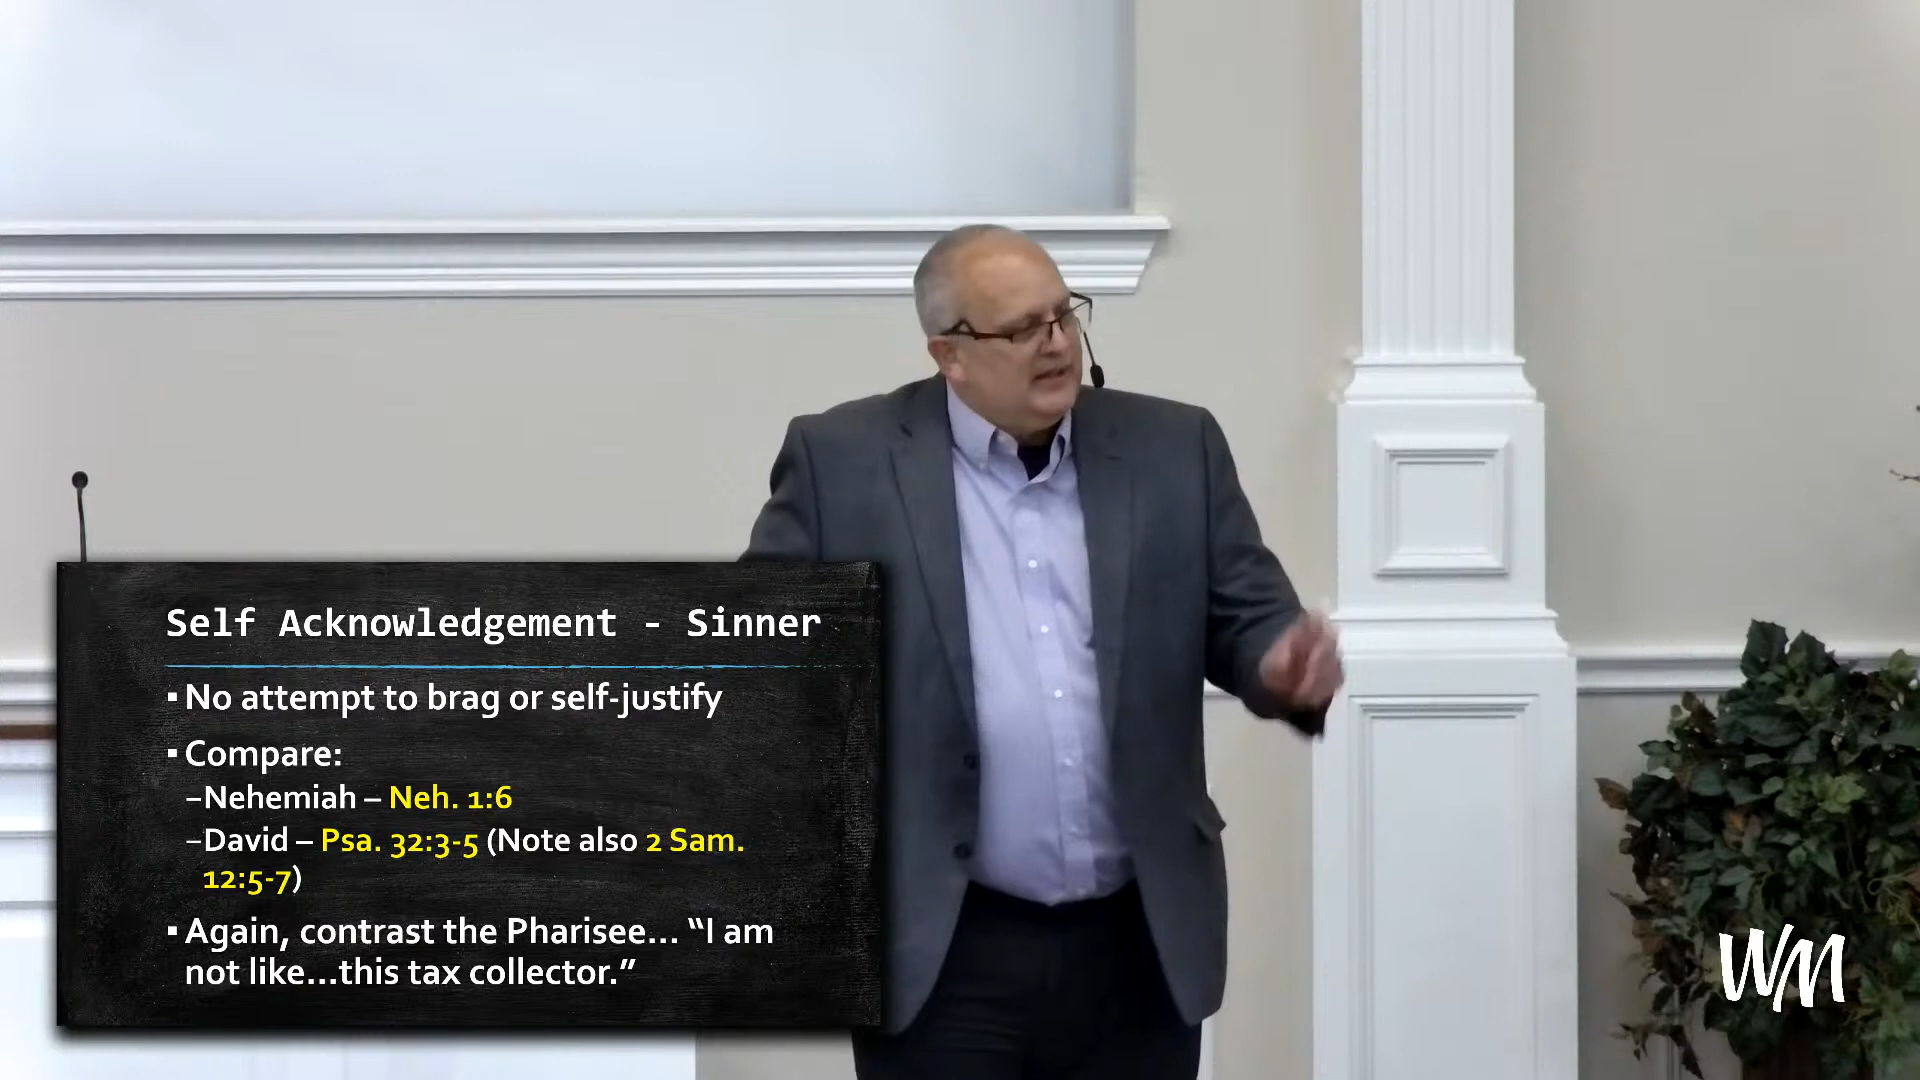 Self Acknowledgement - Sinner
▪ No attempt to brag or self-justify
▪ Compare:
–Nehemiah – Neh. 1:6
–David – Psa. 32:3-5 (Note also 2 Sam.
12:5-7)
▪ Again, contrast the Pharisee... “I am
not like...this tax collector.”
WM